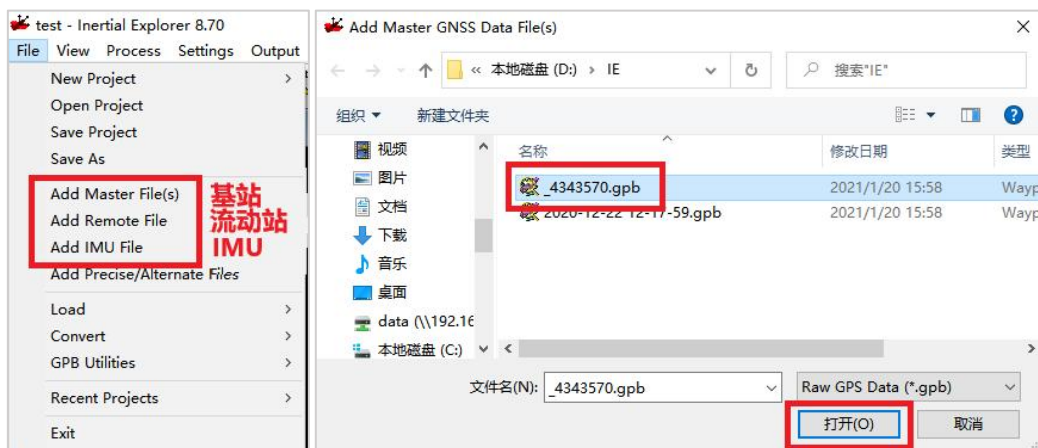 test - Inertial Explorer 8.70
File View Process Settings Output
New Project
Open Project
Save Project
Save As
Add Master File(s) 基站
Add Remote File 流动站
Add IMU File IMU
Add Precise/Alternate Files
Load
Convert
GPB Utilities
Recent Projects
Exit
Add Master GNSS Data File(s)
« 本地磁盘 (D:) › IE
搜索"IE"
组织 新建文件夹
视频
图片
文档
下载
音乐
桌面
data (\\192.16
本地磁盘 (C:)
名称 修改日期 类型
_4343570.gpb 2021/1/20 15:58 Wayp
2020-12-22 12-17-59.gpb 2021/1/20 15:58 Wayp
文件名(N): _4343570.gpb Raw GPS Data (*.gpb)
打开(O) 取消